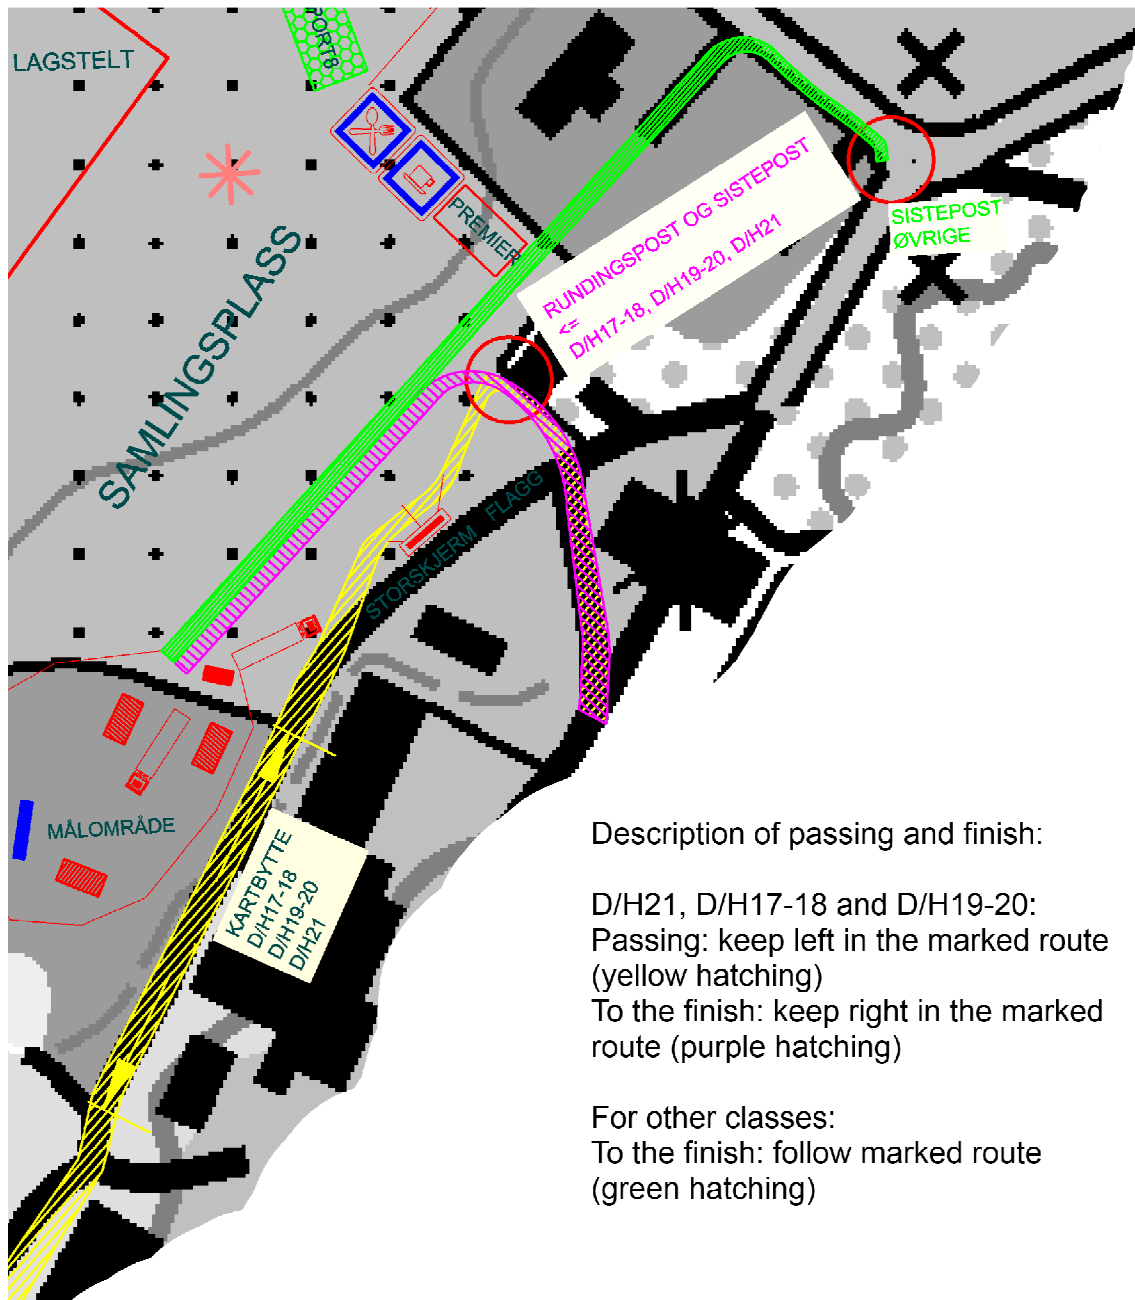 LAGSTELT
PORT8
PREMIER
SAMLINGSPLASS
RUNDINGSPOST OG SISTEPOST
<=
D/H17-18, D/H19-20, D/H21
SISTEPOST
ØVRIGE
STORSKJERM FLAGG
MÅLOMRÅDE
KARTBYTTE
D/H17-18
D/H19-20
D/H21
Description of passing and finish:
D/H21, D/H17-18 and D/H19-20:
Passing: keep left in the marked route
(yellow hatching)
To the finish: keep right in the marked
route (purple hatching)
For other classes:
To the finish: follow marked route
(green hatching)